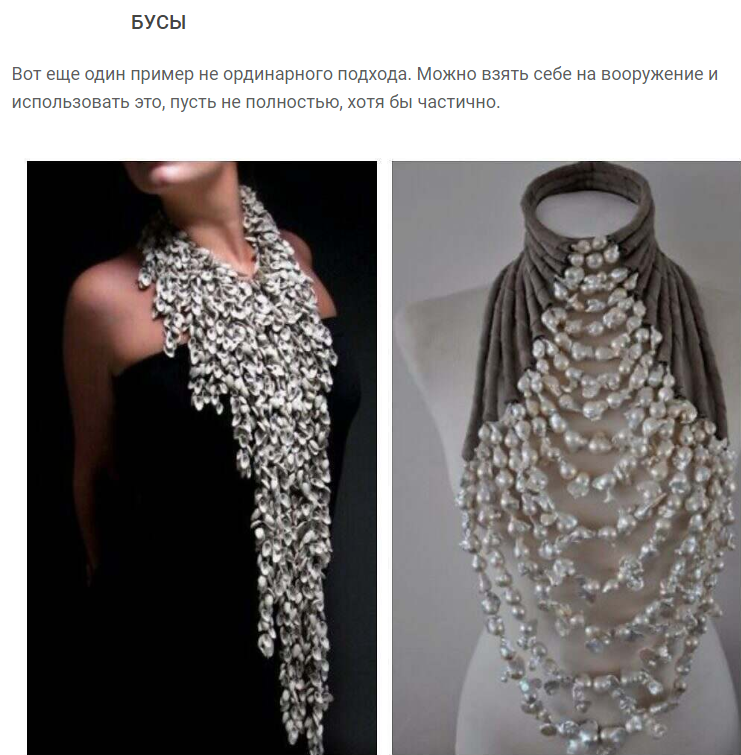 БУСЫ
Вот еще один пример не ординарного подхода. Можно взять себе на вооружение и
использовать это, пусть не полностью, хотя бы частично.